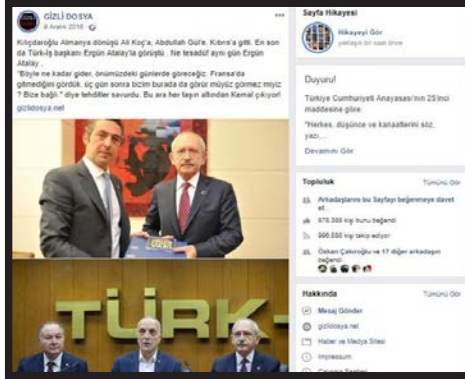 GİZLİ DOSYA
9 Aralık 2018
Kılıçdaroğlu Almanya dönüşü Ali Koç'a, Abdullah Gül'e, Kıbrıs'a gitti. En son
da Türk-İş başkanı Ergün Atalay'la görüştü . Ne tesadüf aynı gün Ergün
Atalay ,
"Böyle ne kadar gider, önümüzdeki günlerde göreceğiz. Fransa'da
gitmediğini gördük. üç gün sonra bizim burada da görür müyüz görmez miyiz
? Bize bağlı." diye tehditler savurdu. Bu ara her taşın altından Kemal çıkıyor!
gizlidosya.net
TÜRK-
Sayfa Hikayesi
Hikayeyi Gör
yaklaşık bir saat önce
Duyuru!
Türkiye Cumhuriyeti Anayasası'nın 25'inci
maddesine göre:
"Herkes, düşünce ve kanaatlerini söz,
yazı,...
Devamını Gör
Topluluk
Tümünü Gör
Arkadaşlarını bu Sayfayı beğenmeye davet
et...
kişi bunu beğendi
kişi takip ediyor
Özkan Çakıroğlu ve 17 diğer arkadaşın
beğendi
Hakkında
Tümünü Gör
Mesaj Gönder
gizlidosya.net
Haber ve Medya Sitesi
Impressum